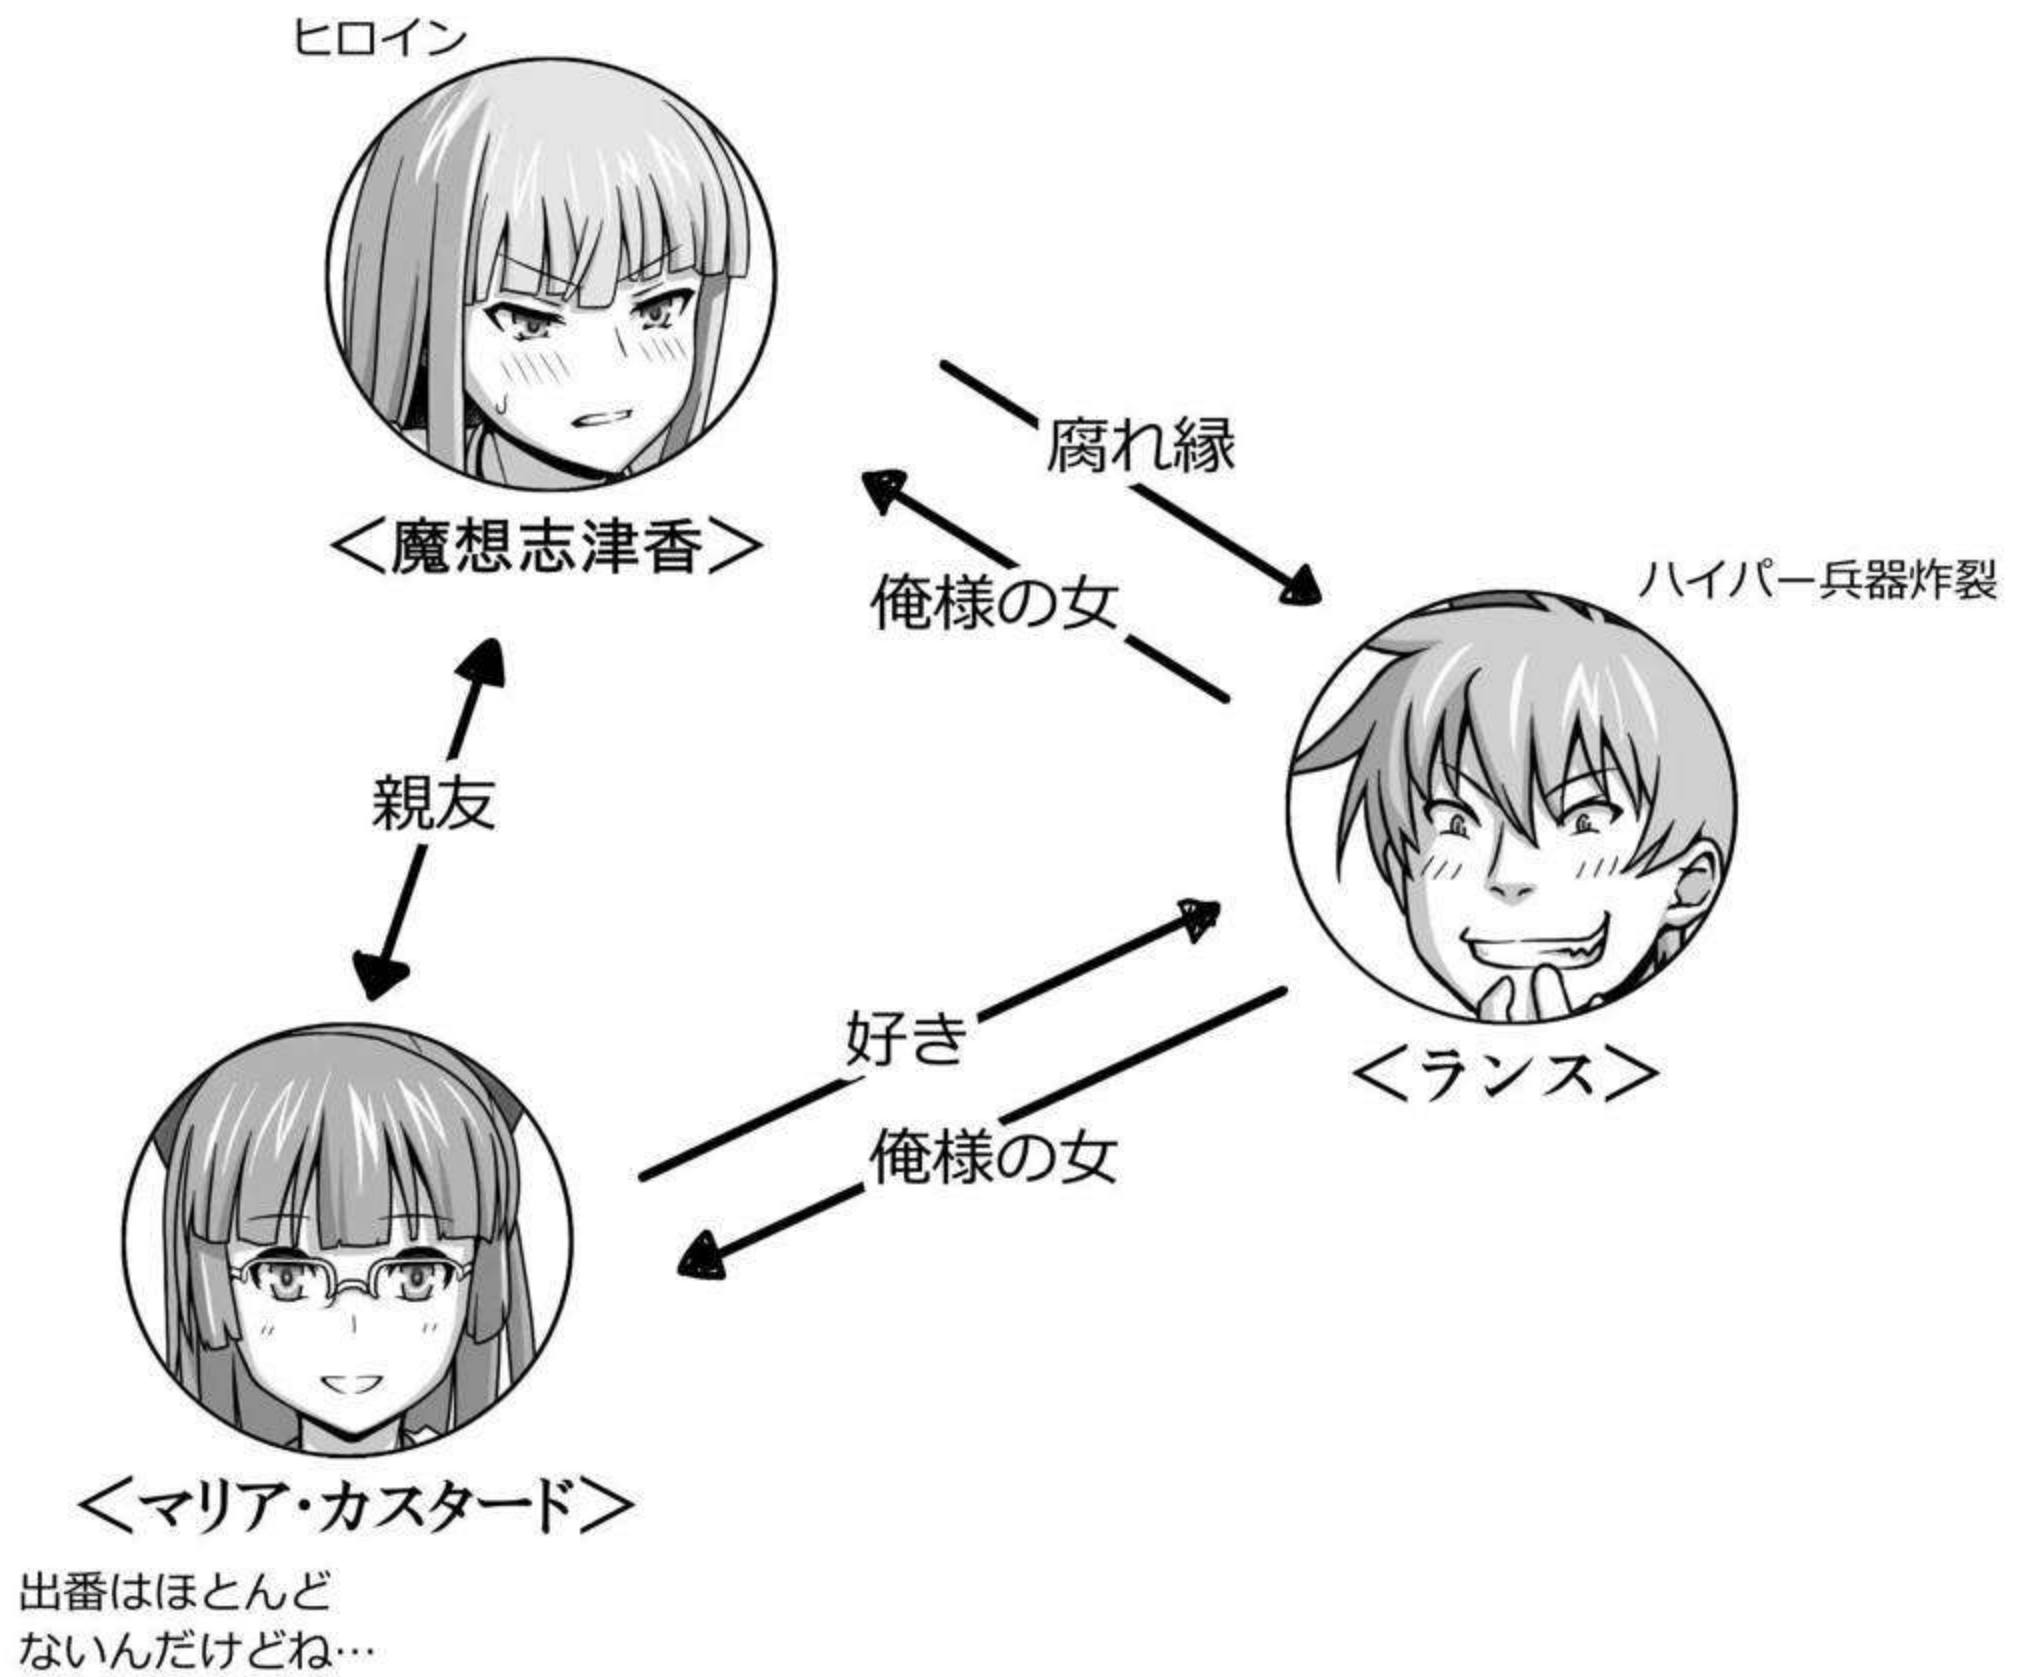 ヒロイン
<魔想志津香>
腐れ縁
俺様の女
ハイパー兵器炸裂
<ランス>
親友
好き
俺様の女
<マリア・カスタード>
出番はほとんど
ないんだけどね…